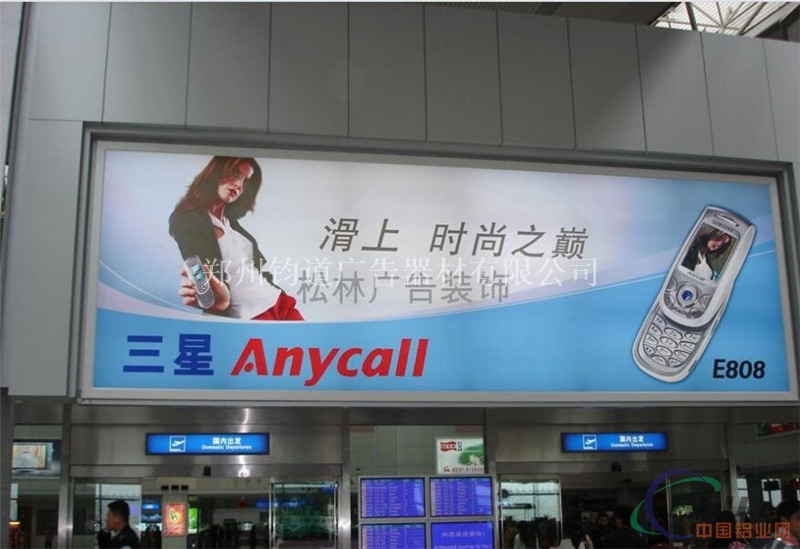 滑上 时尚之巅
郑州钧道广告器材有限公司
松林广告装饰
三星 Anycall
SAMSUNG
E808
国内出发
Domestic Departures
国内出发
Domestic Departures
中国铝业网